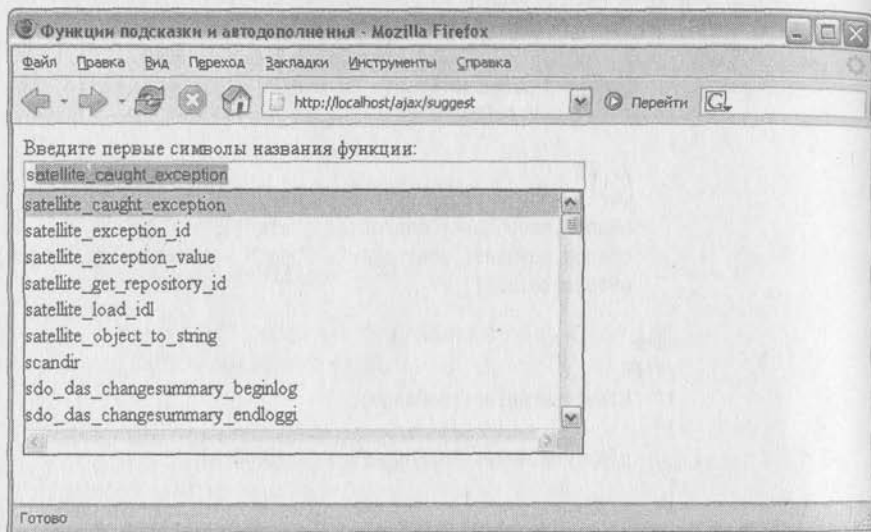 Функции подсказки и автодополнения - Mozilla Firefox
Файл Правка Вид Переход Закладки Инструменты Справка
http://localhost/ajax/suggest Перейти G
Введите первые символы названия функции:
satellite_caught_exception
satellite_caught_exception
satellite_exception_id
satellite_exception_value
satellite_get_repository_id
satellite_load_idl
satellite_object_to_string
scandir
sdo_das_changesummary_beginlog
sdo_das_changesummary_endloggi
Готово